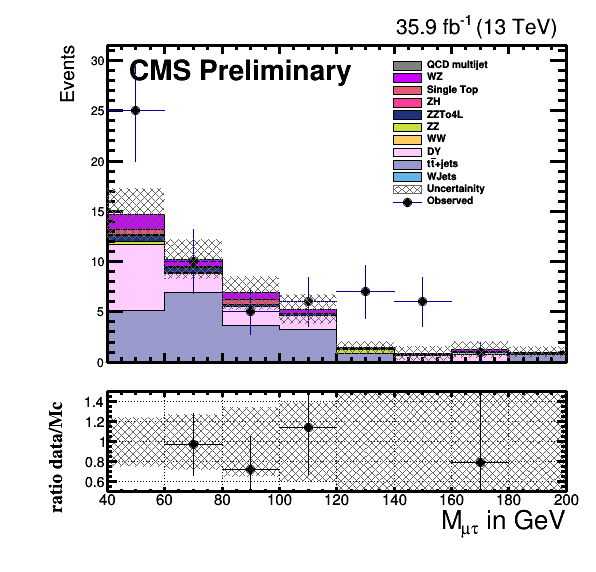 35.9 fb⁻¹ (13 TeV)
Events
CMS Preliminary
30
25
20
15
10
5
0
QCD multijet
WZ
Single Top
ZH
ZZTo4L
ZZ
WW
DY
tt̄+jets
WJets
Uncertainity
Observed
ratio data/Mc
1.4
1.2
1
0.8
0.6
40 60 80 100 120 140 160 180 200
M_μτ in GeV